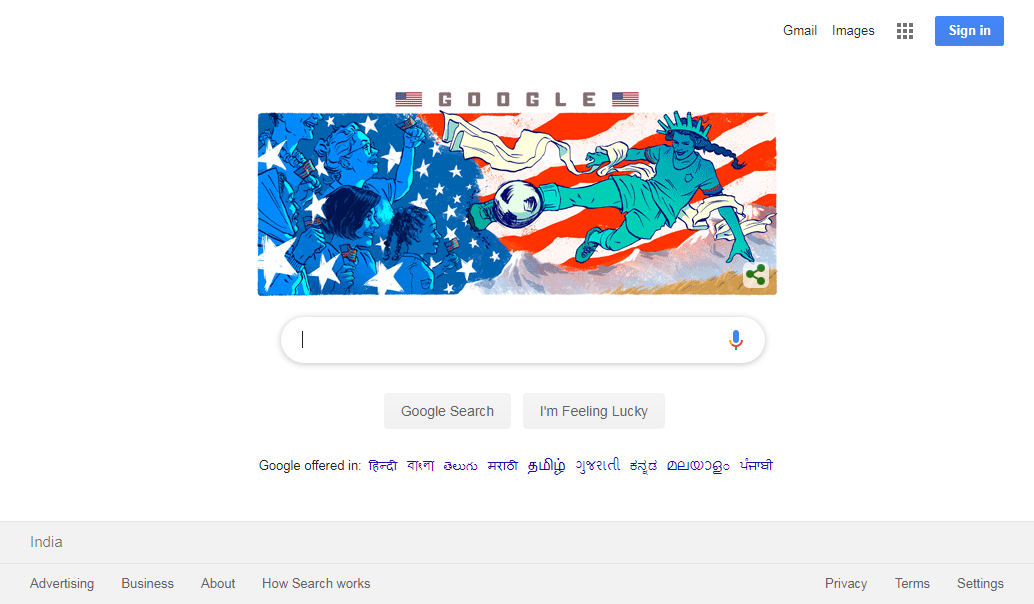 Gmail Images Sign in
GOOGLE
Google Search I'm Feeling Lucky
Google offered in: हिन्दी বাংলা తెలుగు मराठी தமிழ் ગુજરાતી ಕನ್ನಡ മലയാളം ਪੰਜਾਬੀ
India
Advertising Business About How Search works Privacy Terms Settings